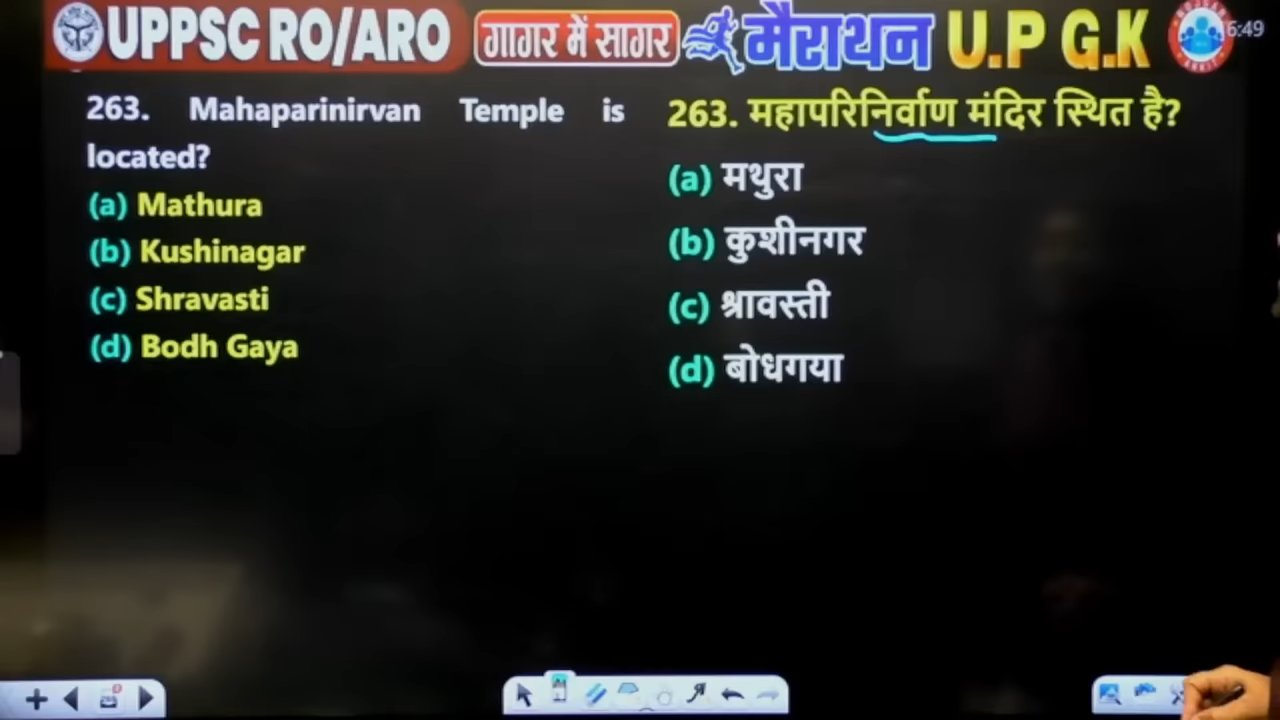 UPPSC RO/ARO गागर में सागर मैराथन U.P G.K
6:49
263. Mahaparinirvan Temple is
located?
(a) Mathura
(b) Kushinagar
(c) Shravasti
(d) Bodh Gaya
263. महापरिनिर्वाण मंदिर स्थित है?
(a) मथुरा
(b) कुशीनगर
(c) श्रावस्ती
(d) बोधगया